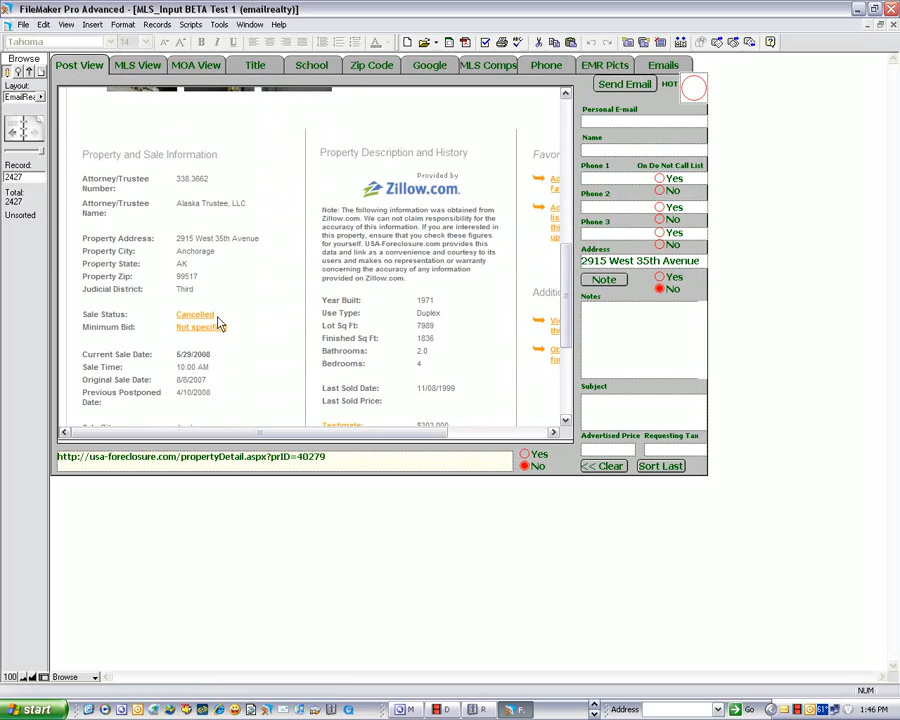 FileMaker Pro Advanced - [MLS_Input BETA Test 1 (emailrealty)]
File Edit View Insert Format Records Scripts Tools Window Help
Tahoma 14
Browse
Layout:
EmailRea
Record:
2427
Total:
2427
Unsorted
Post View MLS View MOA View Title School Zip Code Google MLS Comps Phone EMR Picts Emails
Property and Sale Information
Attorney/Trustee Number: 338.3662
Attorney/Trustee Name: Alaska Trustee, LLC
Property Address: 2915 West 35th Avenue
Property City: Anchorage
Property State: AK
Property Zip: 99517
Judicial District: Third
Sale Status: Cancelled
Minimum Bid: Not speci
Current Sale Date: 5/29/2008
Sale Time: 10:00 AM
Original Sale Date: 8/8/2007
Previous Postponed Date: 4/10/2008
Property Description and History
Provided by
Zillow.com
Note: The following information was obtained from
Zillow.com. We can not claim responsibility for the
accuracy of this information. If you are interested in
this property, ensure that you check these figures
for yourself. USA-Foreclosure.com provides this
data and link as a convenience and courtesy to its
users and makes no representation or warranty
concerning the accuracy of any information
provided on Zillow.com.
Year Built: 1971
Use Type: Duplex
Lot Sq Ft: 7989
Finished Sq Ft: 1836
Bathrooms: 2.0
Bedrooms: 4
Last Sold Date: 11/08/1999
Last Sold Price:
Zestimate: $303,000
Favor
Additi
http://usa-foreclosure.com/propertyDetail.aspx?prID=40279
Yes
No
Send Email HOT
Personal E-mail
Name
Phone 1 On Do Not Call List
Yes
No
Phone 2
Yes
No
Phone 3
Yes
No
Address
2915 West 35th Avenue
Note
Yes
No
Notes
Subject
Advertised Price Requesting Tax
<< Clear Sort Last
100 Browse
NUM
start
M D R F.
Address Go
61° 1:46 PM